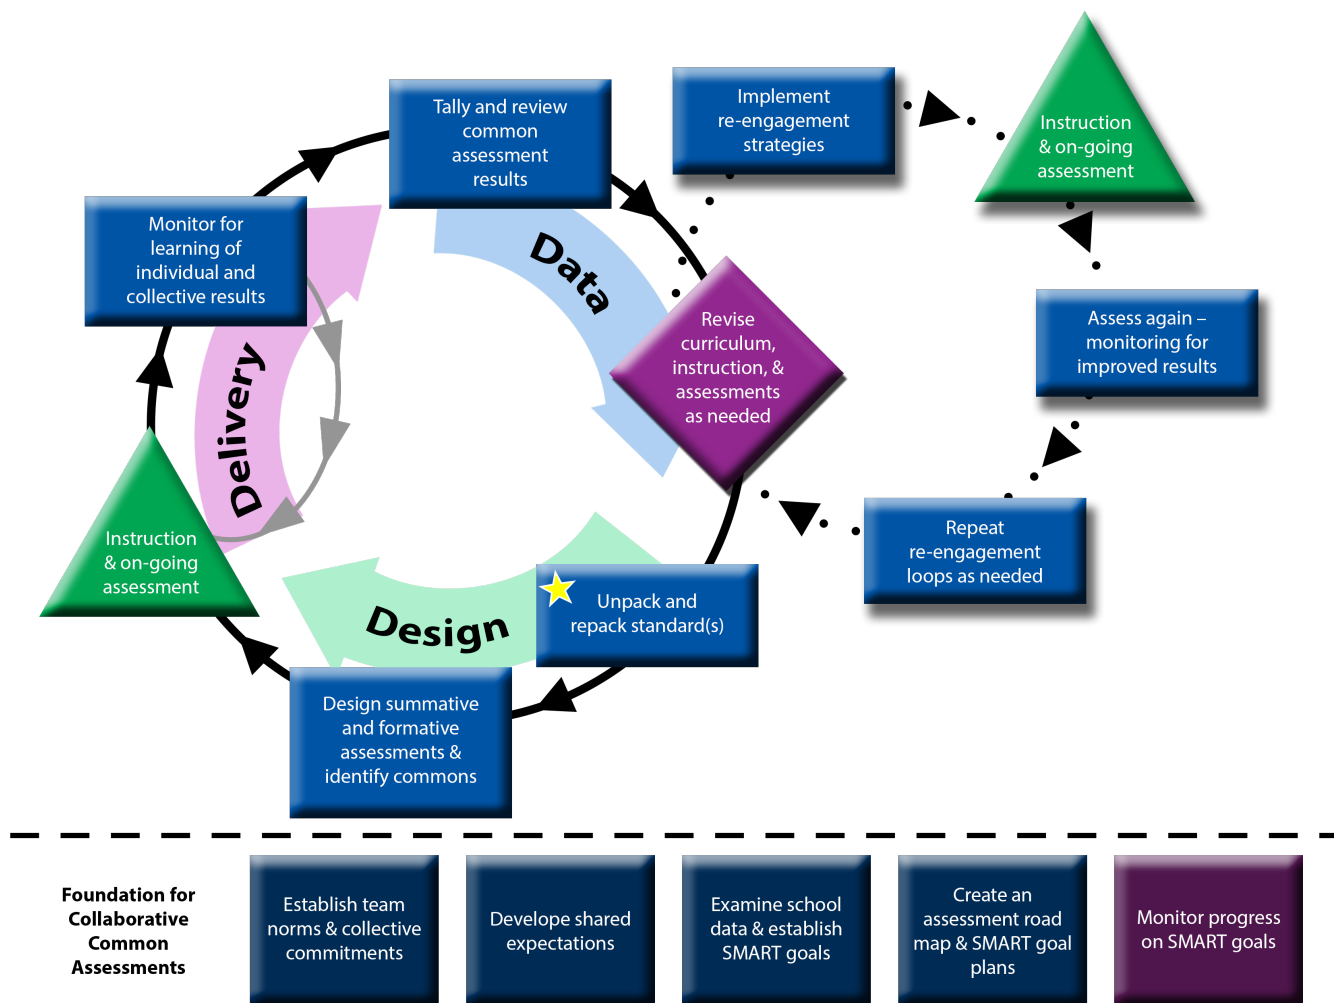 Tally and review
common
assessment
results
Implement
re-engagement
strategies
Instruction
& on-going
assessment
Monitor for
learning of
individual and
collective results
Data
Revise
curriculum,
instruction, &
assessments
as needed
Assess again –
monitoring for
improved results
Delivery
Instruction
& on-going
assessment
Design
Unpack and
repack standard(s)
Repeat
re-engagement
loops as needed
Design summative
and formative
assessments &
identify commons
Foundation for
Collaborative
Common
Assessments
Establish team
norms & collective
commitments
Develope shared
expectations
Examine school
data & establish
SMART goals
Create an
assessment road
map & SMART goal
plans
Monitor progress
on SMART goals